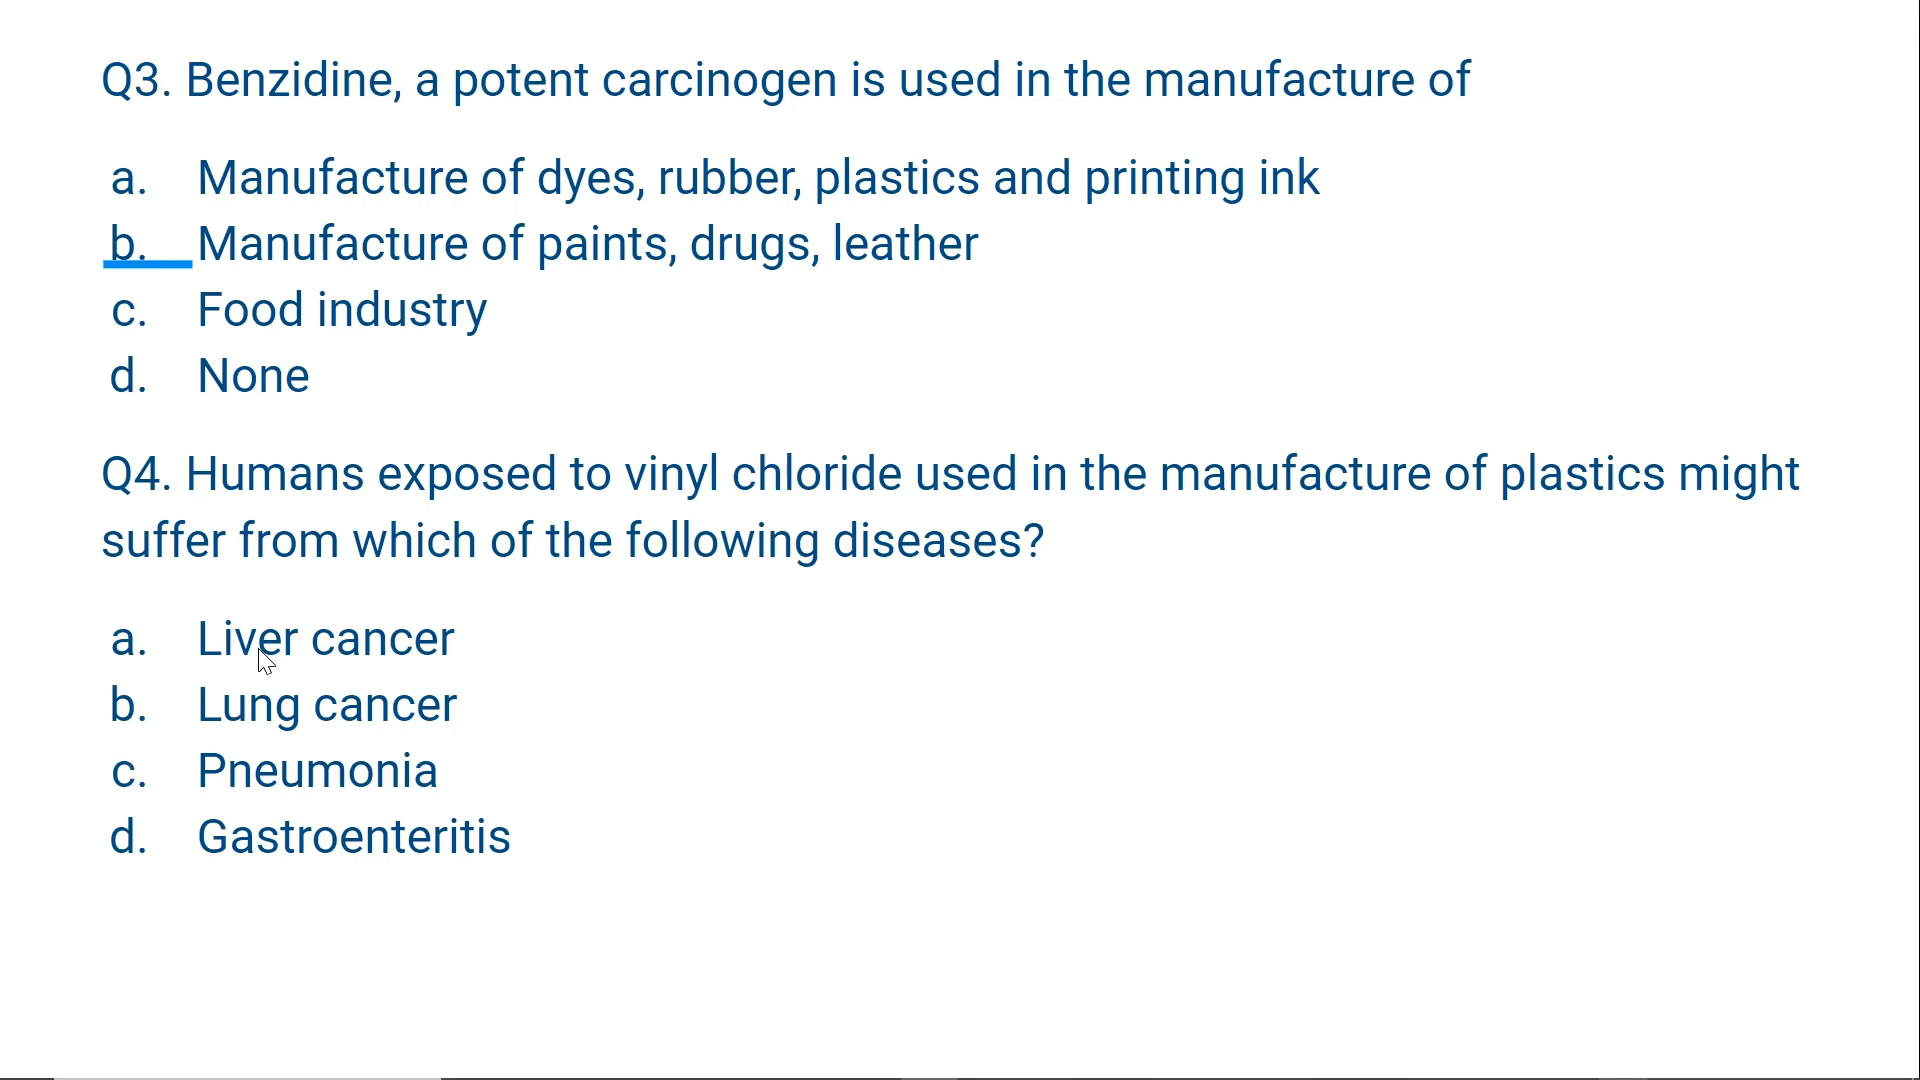 Q3. Benzidine, a potent carcinogen is used in the manufacture of
a. Manufacture of dyes, rubber, plastics and printing ink
b. Manufacture of paints, drugs, leather
c. Food industry
d. None
Q4. Humans exposed to vinyl chloride used in the manufacture of plastics might
suffer from which of the following diseases?
a. Liver cancer
b. Lung cancer
c. Pneumonia
d. Gastroenteritis